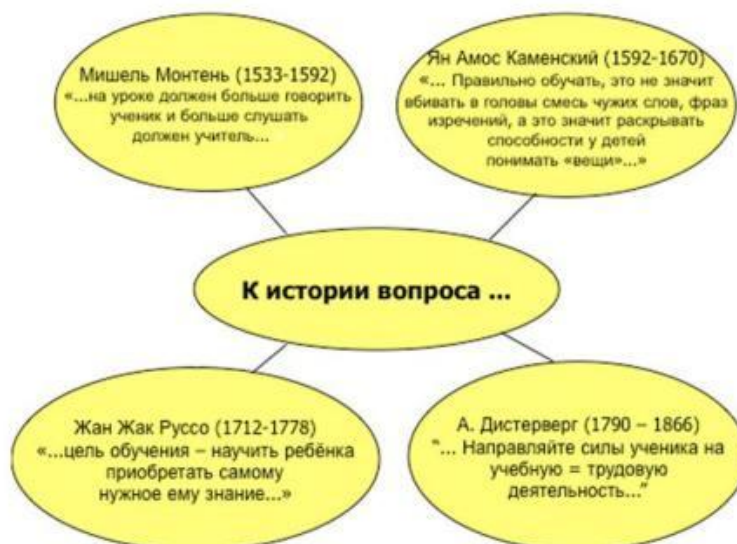 Мишель Монтень (1533-1592)
«...на уроке должен больше говорить
ученик и больше слушать
должен учитель...
Ян Амос Каменский (1592-1670)
«... Правильно обучать, это не значит
вбивать в головы смесь чужих слов, фраз
изречений, а это значит раскрывать
способности у детей
понимать «вещи»...»
К истории вопроса ...
Жан Жак Руссо (1712-1778)
«...цель обучения – научить ребёнка
приобретать самому
нужное ему знание...»
А. Дистерверг (1790 – 1866)
"... Направляйте силы ученика на
учебную = трудовую
деятельность..."